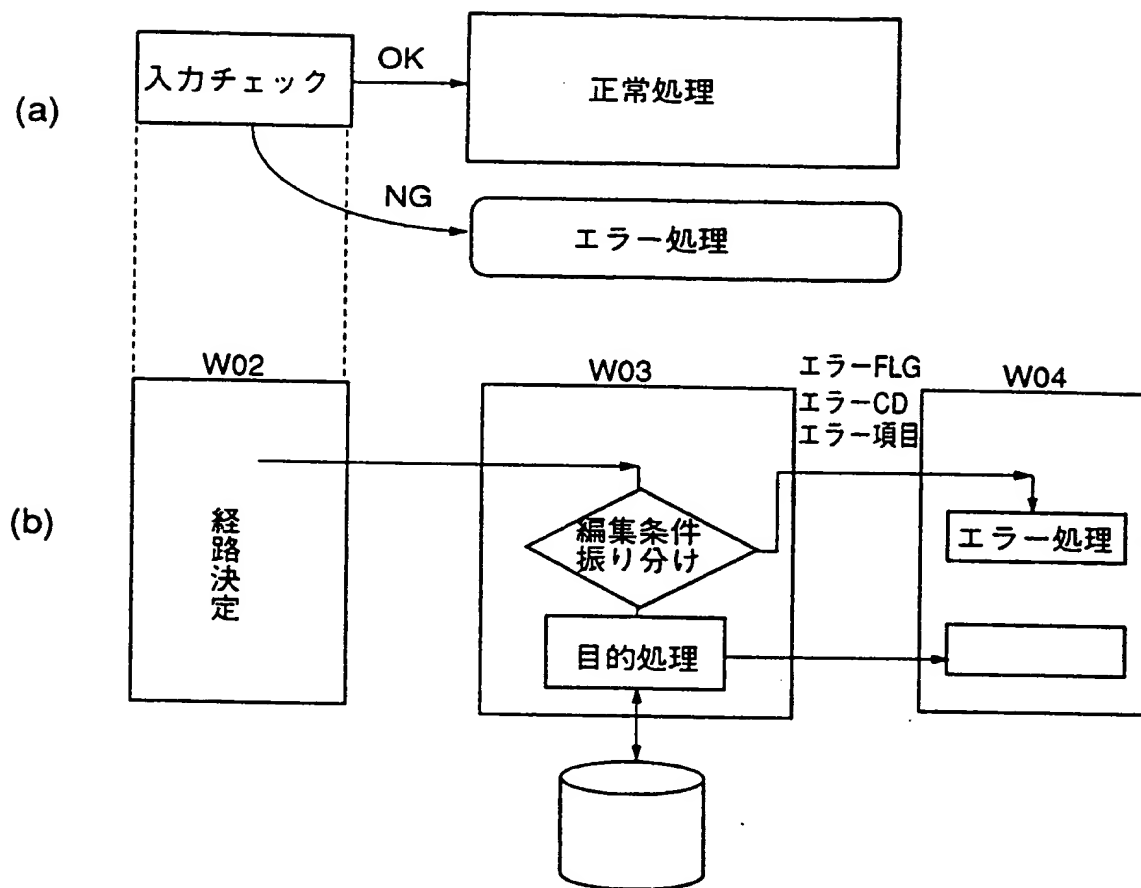 (a)
入力チェック
OK
正常処理
NG
エラー処理
(b)
W02
経路決定
W03
編集条件
振り分け
目的処理
エラーFLG
エラーCD
エラー項目
W04
エラー処理